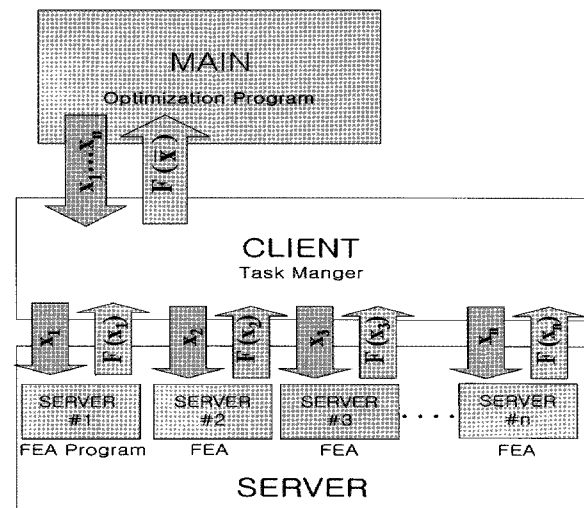 MAIN
Optimization Program
x₁...xₙ
F(x̄)
CLIENT
Task Manger
x₁
F(x₁)
x₂
F(x₂)
x₃
F(x₃)
xₙ
F(xₙ)
SERVER
#1
SERVER
#2
SERVER
#3
....
SERVER
#n
FEA Program
FEA
FEA
FEA
SERVER